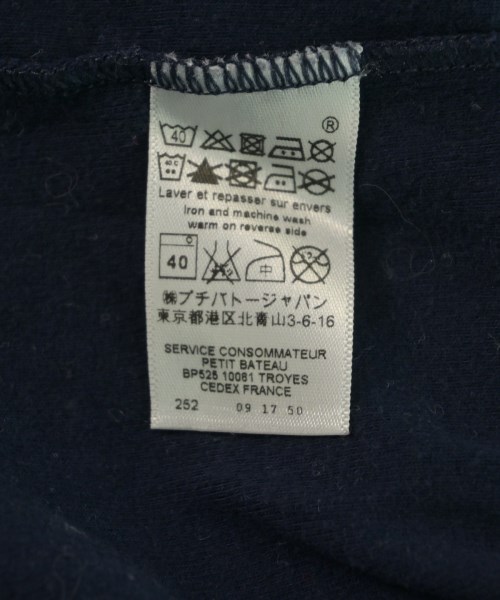 ®
40
40 C
Laver et repasser sur envers
Iron and machine wash
warm on reverse side
40 中
㈱プチバトージャパン
東京都港区北青山3-6-16
SERVICE CONSOMMATEUR
PETIT BATEAU
BP525 10081 TROYES
CEDEX FRANCE
252 09 17 50